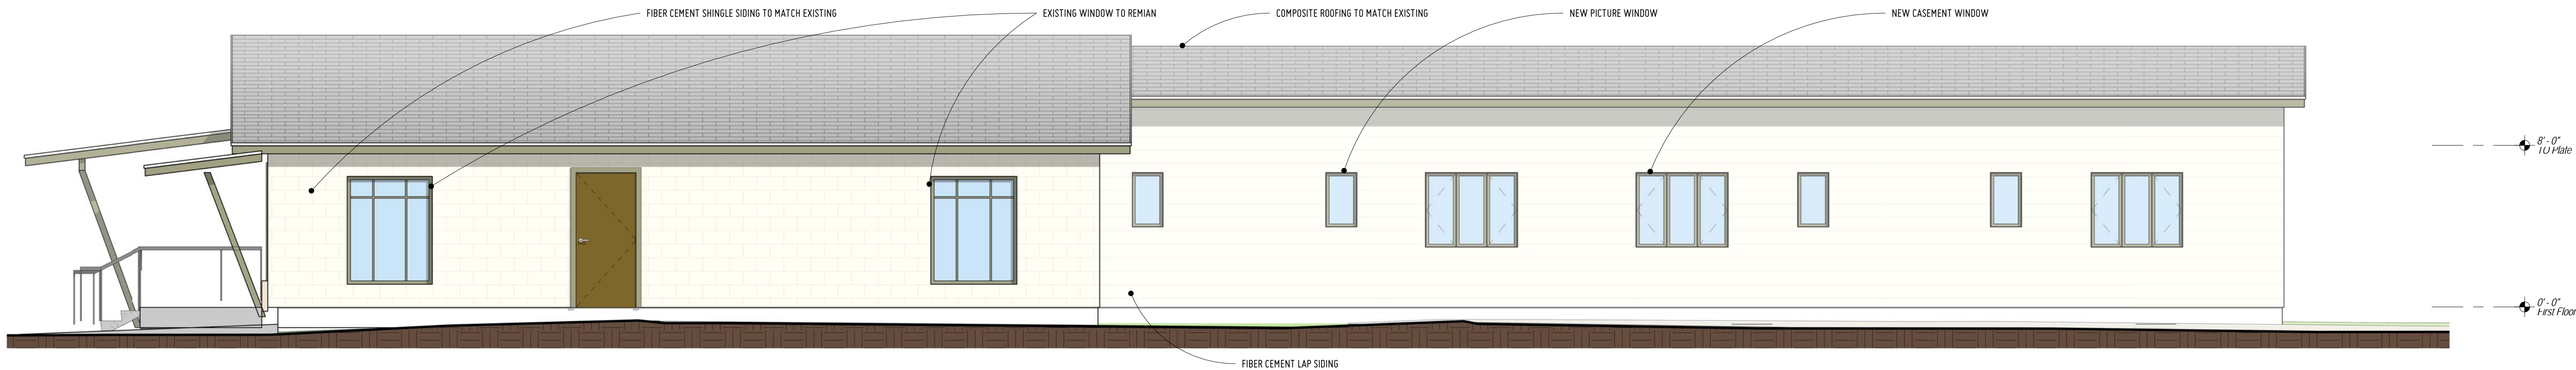 FIBER CEMENT SHINGLE SIDING TO MATCH EXISTING
EXISTING WINDOW TO REMIAN
COMPOSITE ROOFING TO MATCH EXISTING
NEW PICTURE WINDOW
NEW CASEMENT WINDOW
8' - 0"
TO Plate
0' - 0"
First Floor
FIBER CEMENT LAP SIDING